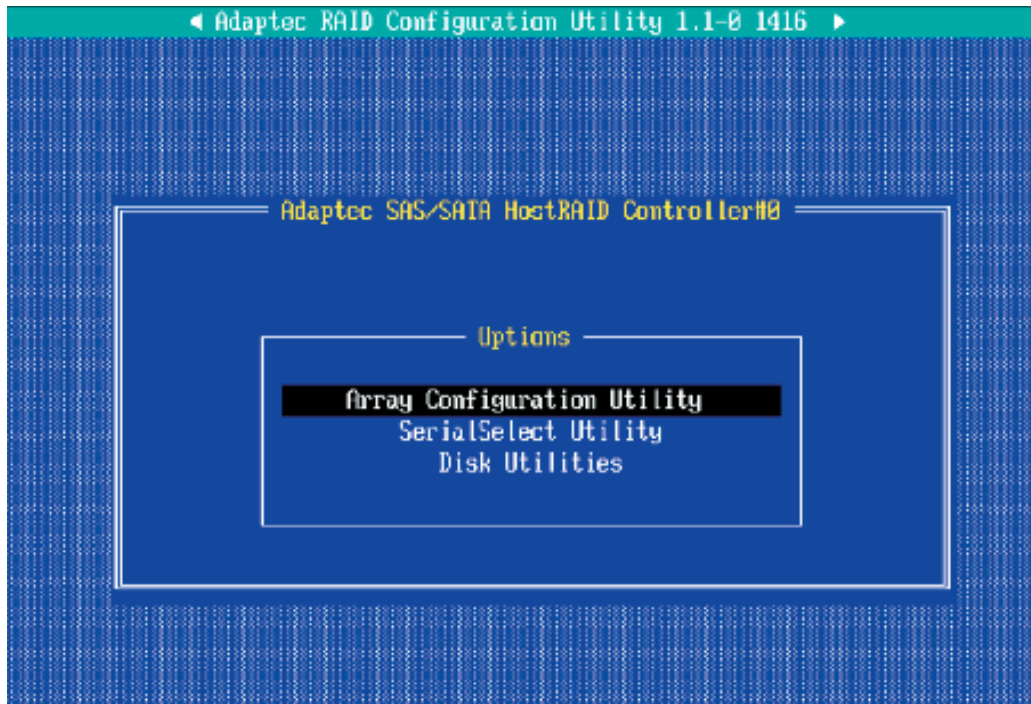 Adaptec RAID Configuration Utility 1.1-0 1416
Adaptec SAS/SATA HostRAID Controller#0
Options
Array Configuration Utility
SerialSelect Utility
Disk Utilities